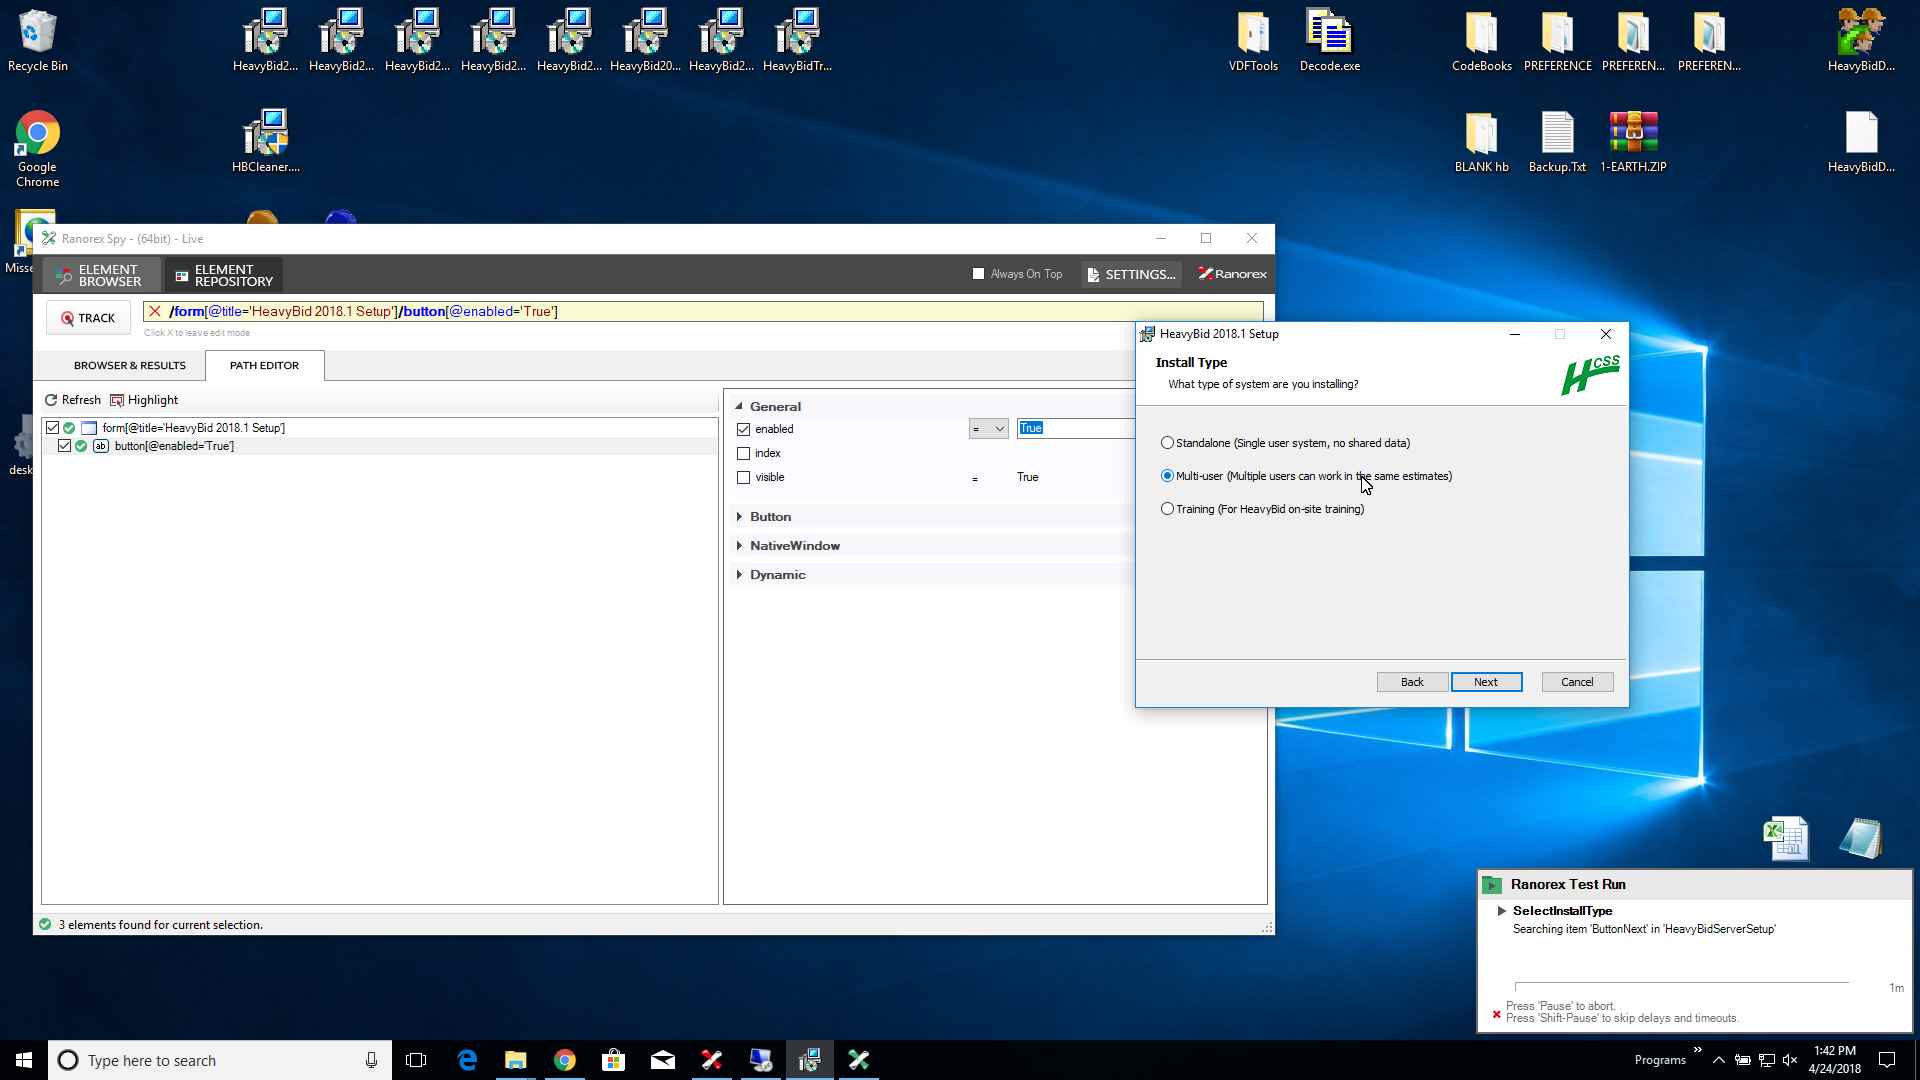 Recycle Bin
HeavyBid2...
HeavyBid2...
HeavyBid2...
HeavyBid2...
HeavyBid2...
HeavyBid20...
HeavyBid2...
HeavyBidTr...
VDFTools
Decode.exe
CodeBooks
PREFERENCE
PREFEREN...
PREFEREN...
HeavyBidD...
Google
Chrome
HBCleaner....
BLANK hb
Backup.Txt
1-EARTH.ZIP
HeavyBidD...
Ranorex Spy - (64bit) - Live
ELEMENT
BROWSER
ELEMENT
REPOSITORY
Always On Top
SETTINGS...
Ranorex
TRACK
/form[@title='HeavyBid 2018.1 Setup']/button[@enabled='True']
Click X to leave edit mode
BROWSER & RESULTS
PATH EDITOR
Refresh
Highlight
form[@title='HeavyBid 2018.1 Setup']
ab
button[@enabled='True']
General
enabled
=
True
index
visible
=
True
Button
NativeWindow
Dynamic
3 elements found for current selection.
HeavyBid 2018.1 Setup
Install Type
HCSS
What type of system are you installing?
Standalone (Single user system, no shared data)
Multi-user (Multiple users can work in the same estimates)
Training (For HeavyBid on-site training)
Back
Next
Cancel
Ranorex Test Run
SelectInstallType
Searching item 'ButtonNext' in 'HeavyBidServerSetup'
1m
Press 'Pause' to abort.
Press 'Shift-Pause' to skip delays and timeouts.
Type here to search
Programs
1:42 PM
4/24/2018